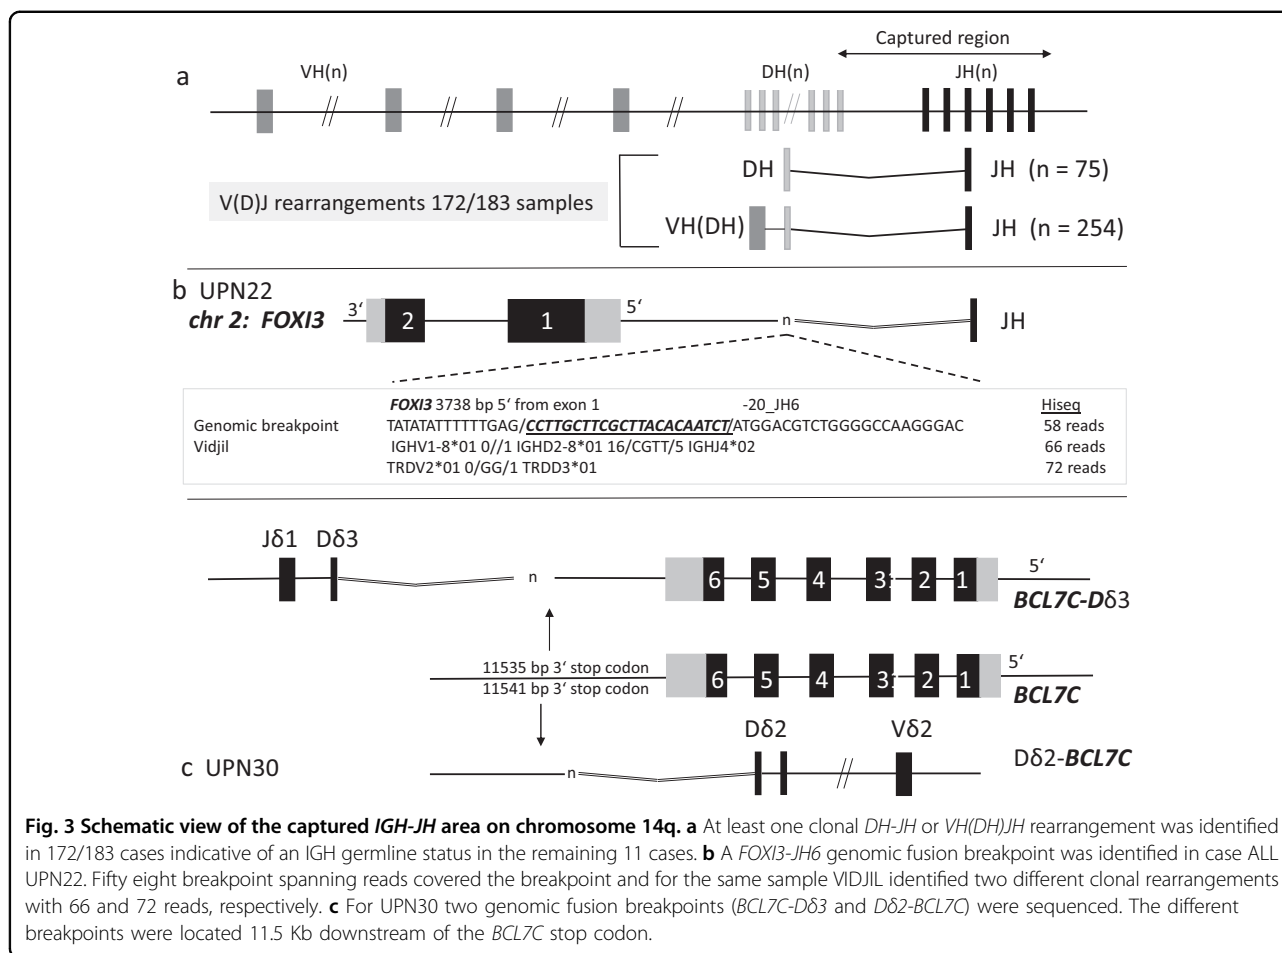 Captured region
a
VH(n)
DH(n)
JH(n)
DH
JH (n = 75)
V(D)J rearrangements 172/183 samples
VH(DH)
JH (n = 254)
b UPN22
chr 2: FOXI3
3‘
2
1
5‘
n
JH
FOXI3 3738 bp 5‘ from exon 1
-20_JH6
Hiseq
Genomic breakpoint
TATATATTTTTTGAG/CCTTGCTTCGCTTACACAATCT/ATGGACGTCTGGGGCCAAGGGAC
58 reads
Vidjil
IGHV1-8*01 0//1 IGHD2-8*01 16/CGTT/5 IGHJ4*02
66 reads
TRDV2*01 0/GG/1 TRDD3*01
72 reads
Jδ1
Dδ3
n
6
5
4
3
2
1
5‘
BCL7C-Dδ3
11535 bp 3‘ stop codon
11541 bp 3‘ stop codon
6
5
4
3
2
1
5‘
BCL7C
Dδ2
Vδ2
c UPN30
n
Dδ2-BCL7C
Fig. 3 Schematic view of the captured IGH-JH area on chromosome 14q. a At least one clonal DH-JH or VH(DH)JH rearrangement was identified
in 172/183 cases indicative of an IGH germline status in the remaining 11 cases. b A FOXI3-JH6 genomic fusion breakpoint was identified in case ALL
UPN22. Fifty eight breakpoint spanning reads covered the breakpoint and for the same sample VIDJIL identified two different clonal rearrangements
with 66 and 72 reads, respectively. c For UPN30 two genomic fusion breakpoints (BCL7C-Dδ3 and Dδ2-BCL7C) were sequenced. The different
breakpoints were located 11.5 Kb downstream of the BCL7C stop codon.